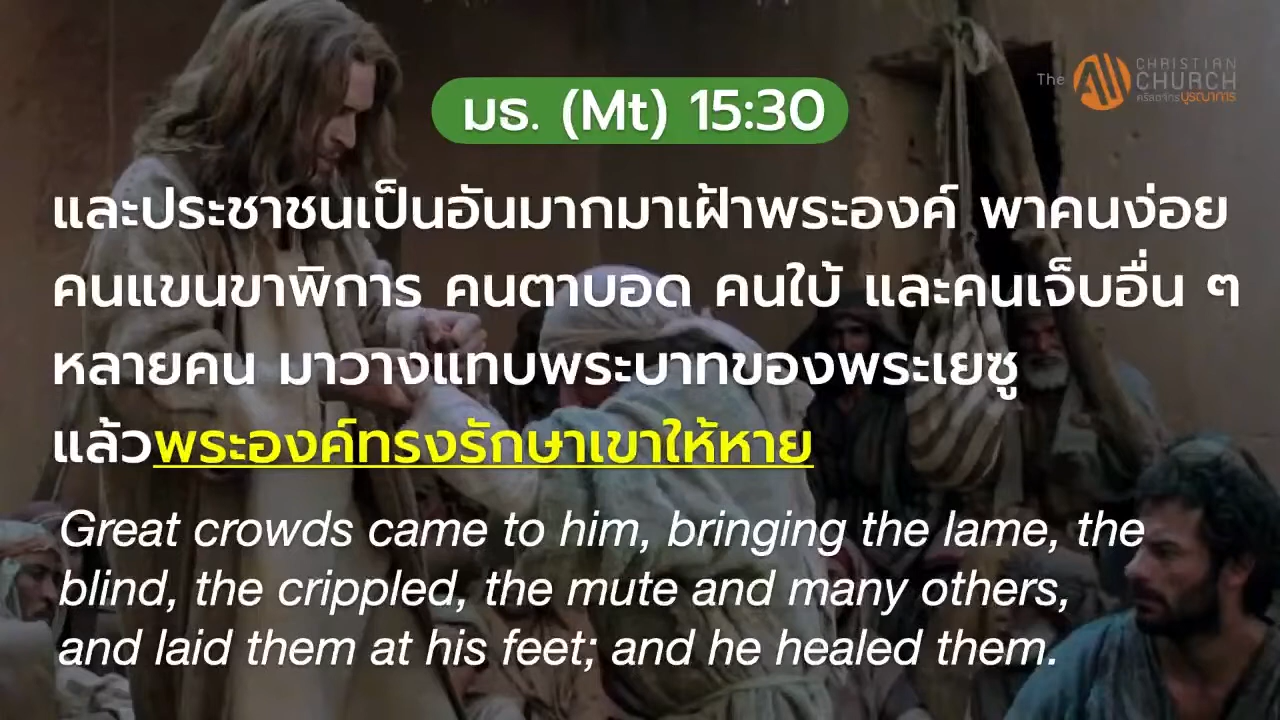 The All CHRISTIAN
CHURCH
คริสตจักรบูรณาการ
มธ. (Mt) 15:30
และประชาชนเป็นอันมากมาเฝ้าพระองค์ พาคนง่อย
คนแขนขาพิการ คนตาบอด คนใบ้ และคนเจ็บอื่น ๆ
หลายคน มาวางแทบพระบาทของพระเยซู
แล้วพระองค์ทรงรักษาเขาให้หาย
Great crowds came to him, bringing the lame, the
blind, the crippled, the mute and many others,
and laid them at his feet; and he healed them.